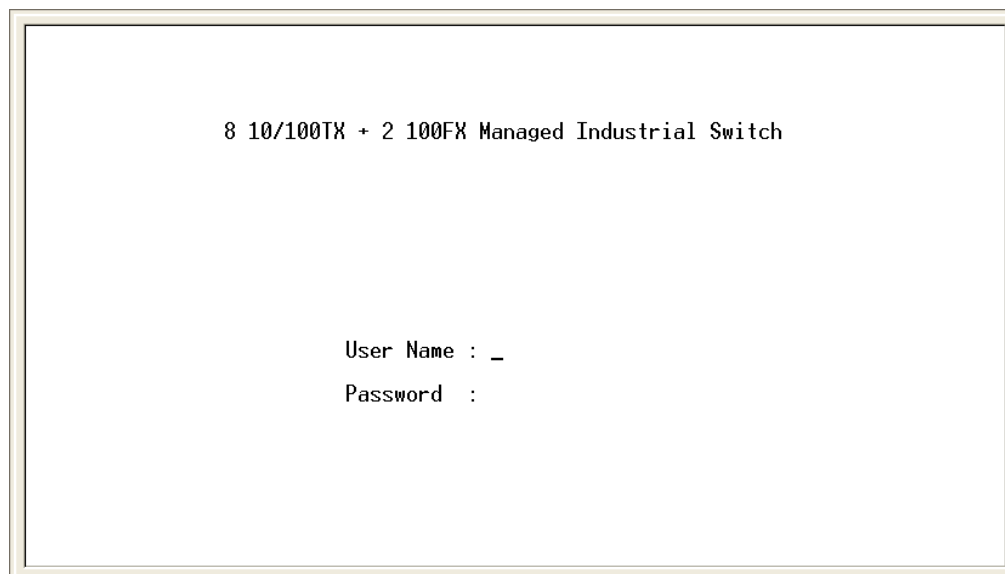 8 10/100TX + 2 100FX Managed Industrial Switch
User Name : _
Password :